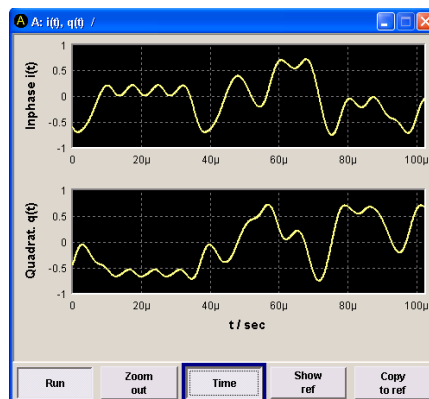 A: i(t), q(t) /
Inphase i(t)
1
0.5
0
-0.5
-1
0 20µ 40µ 60µ 80µ 100µ
Quadrat. q(t)
1
0.5
0
-0.5
-1
0 20µ 40µ 60µ 80µ 100µ
t / sec
Run Zoom out Time Show ref Copy to ref